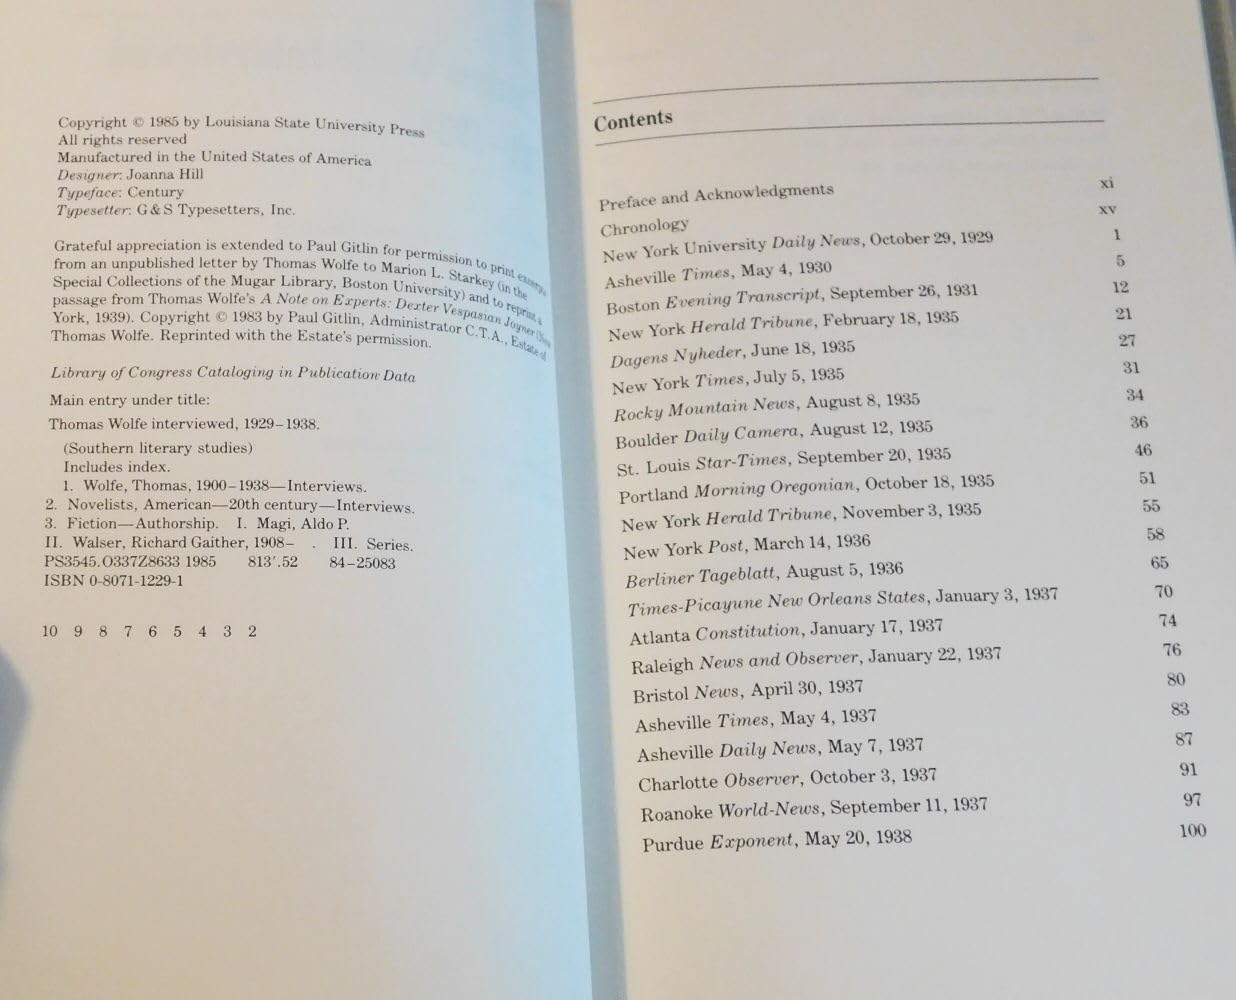 Copyright © 1985 by Louisiana State University Press
All rights reserved
Manufactured in the United States of America
Designer: Joanna Hill
Typeface: Century
Typesetter: G & S Typesetters, Inc.
Grateful appreciation is extended to Paul Gitlin for permission to print excerpts
from an unpublished letter by Thomas Wolfe to Marion L. Starkey (in the
Special Collections of the Mugar Library, Boston University) and to reprint a
passage from Thomas Wolfe's A Note on Experts: Dexter Vespasian Joyner (New
York, 1939). Copyright © 1983 by Paul Gitlin, Administrator C.T.A., Estate of
Thomas Wolfe. Reprinted with the Estate's permission.
Library of Congress Cataloging in Publication Data
Main entry under title:
Thomas Wolfe interviewed, 1929–1938.
(Southern literary studies)
Includes index.
1. Wolfe, Thomas, 1900–1938—Interviews.
2. Novelists, American—20th century—Interviews.
3. Fiction—Authorship. I. Magi, Aldo P.
II. Walser, Richard Gaither, 1908– . III. Series.
PS3545.O337Z8633 1985 813'.52 84–25083
ISBN 0-8071-1229-1
10 9 8 7 6 5 4 3 2
Contents
Preface and Acknowledgments xi
Chronology xv
New York University Daily News, October 29, 1929 1
Asheville Times, May 4, 1930 5
Boston Evening Transcript, September 26, 1931 12
New York Herald Tribune, February 18, 1935 21
Dagens Nyheder, June 18, 1935 27
New York Times, July 5, 1935 31
Rocky Mountain News, August 8, 1935 34
Boulder Daily Camera, August 12, 1935 36
St. Louis Star-Times, September 20, 1935 46
Portland Morning Oregonian, October 18, 1935 51
New York Herald Tribune, November 3, 1935 55
New York Post, March 14, 1936 58
Berliner Tageblatt, August 5, 1936 65
Times-Picayune New Orleans States, January 3, 1937 70
Atlanta Constitution, January 17, 1937 74
Raleigh News and Observer, January 22, 1937 76
Bristol News, April 30, 1937 80
Asheville Times, May 4, 1937 83
Asheville Daily News, May 7, 1937 87
Charlotte Observer, October 3, 1937 91
Roanoke World-News, September 11, 1937 97
Purdue Exponent, May 20, 1938 100